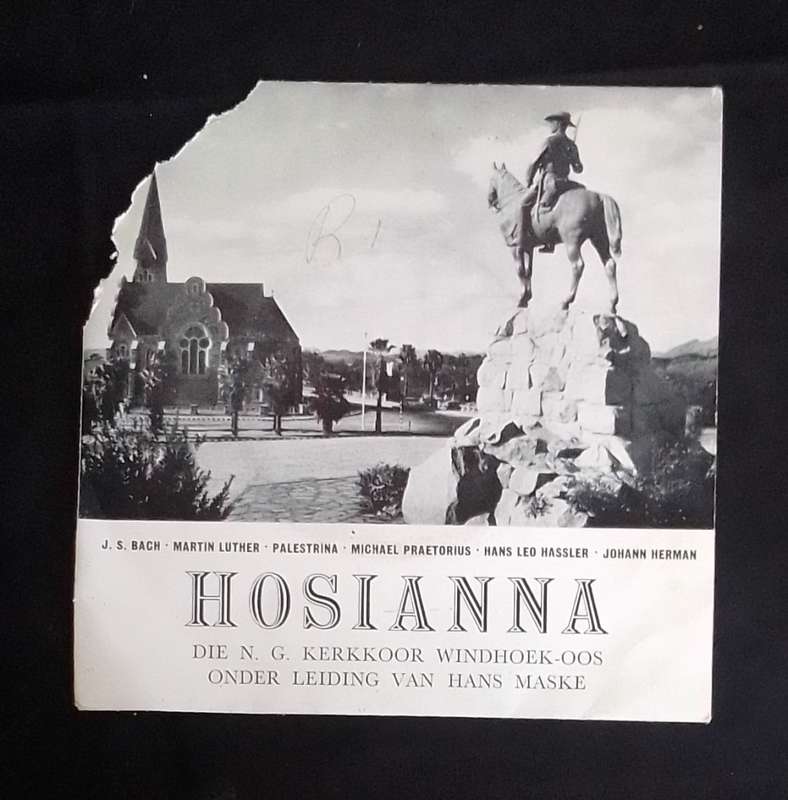 R1
J. S. BACH · MARTIN LUTHER · PALESTRINA · MICHAEL PRAETORIUS · HANS LEO HASSLER · JOHANN HERMAN
HOSIANNA
DIE N. G. KERKKOOR WINDHOEK-OOS
ONDER LEIDING VAN HANS MASKE